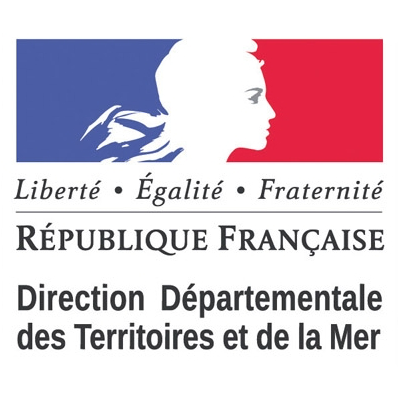 Liberté • Égalité • Fraternité
RÉPUBLIQUE FRANÇAISE
Direction Départementale
des Territoires et de la Mer